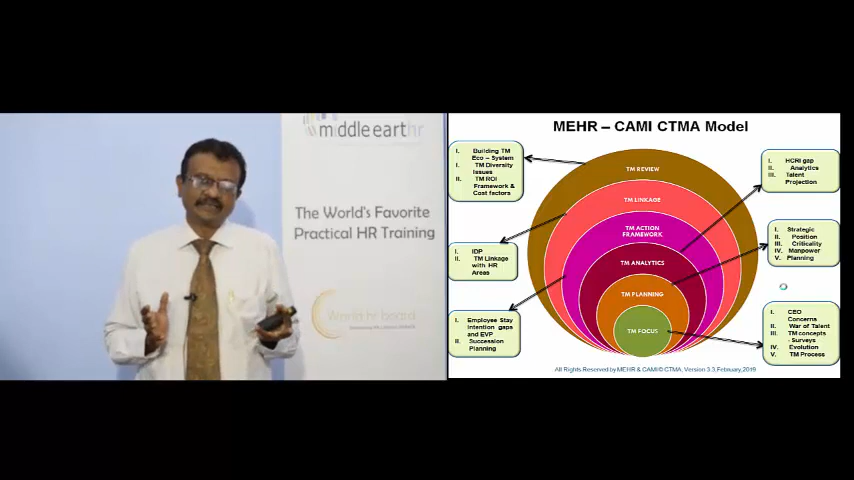 middle earthr
The World's Favorite
Practical HR Training
World hr board
MEHR – CAMI CTMA Model
I. Building TM
Eco – System
I. TM Diversity
Issues
II. TM ROI
Framework &
Cost factors
I. IDP
II. TM Linkage
with HR
Areas
I. Employee Stay
Intention gaps
and EVP
II. Succession
Planning
TM REVIEW
TM LINKAGE
TM ACTION
FRAMEWORK
TM ANALYTICS
TM PLANNING
TM FOCUS
I. HCRI gap
II. Analytics
III. Talent
Projection
I. Strategic
II. Position
III. Criticality
IV. Manpower
V. Planning
I. CEO
Concerns
II. War of Talent
III. TM concepts
- Surveys
IV. Evolution
V. TM Process
All Rights Reserved by MEHR & CAMI© CTMA, Version 3.3,February,2019